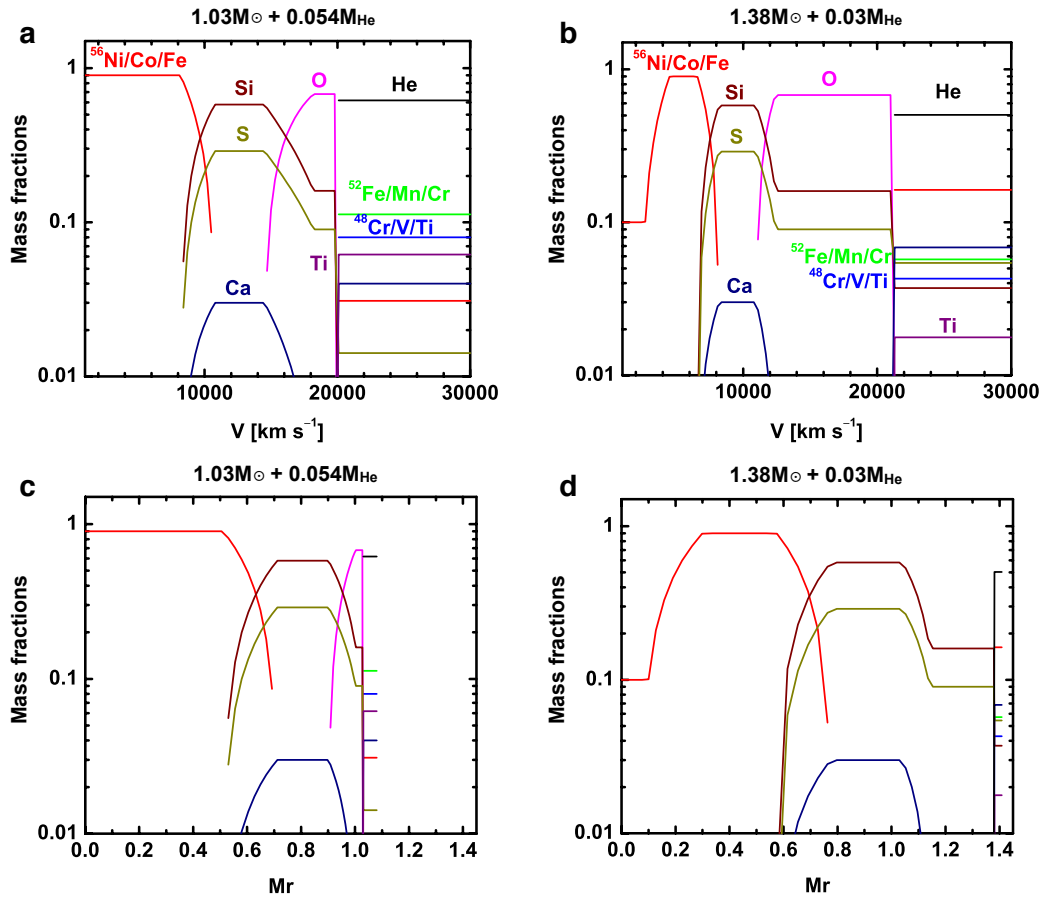 a
1.03M☉ + 0.054MHe
56Ni/Co/Fe
Si
O
S
He
52Fe/Mn/Cr
48Cr/V/Ti
Ti
Ca
1
0.1
0.01
Mass fractions
10000 20000 30000
V [km s−1]
b
1.38M☉ + 0.03MHe
56Ni/Co/Fe
Si
O
S
He
52Fe/Mn/Cr
48Cr/V/Ti
Ca
Ti
1
0.1
0.01
Mass fractions
10000 20000 30000
V [km s−1]
c
1.03M☉ + 0.054MHe
1
0.1
0.01
Mass fractions
0.0 0.2 0.4 0.6 0.8 1.0 1.2 1.4
Mr
d
1.38M☉ + 0.03MHe
1
0.1
0.01
Mass fractions
0.0 0.2 0.4 0.6 0.8 1.0 1.2 1.4
Mr